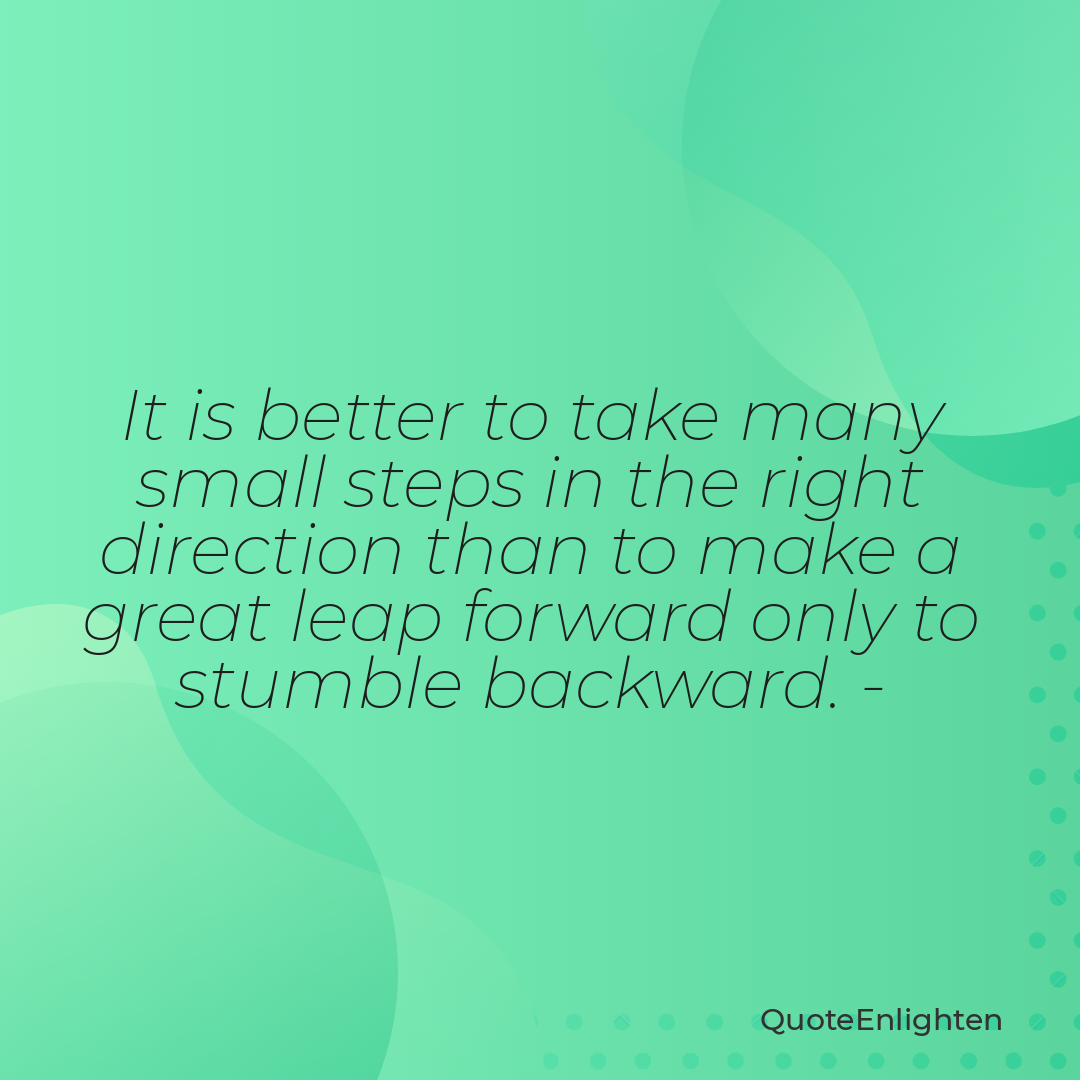 It is better to take many
small steps in the right
direction than to make a
great leap forward only to
stumble backward. -
QuoteEnlighten